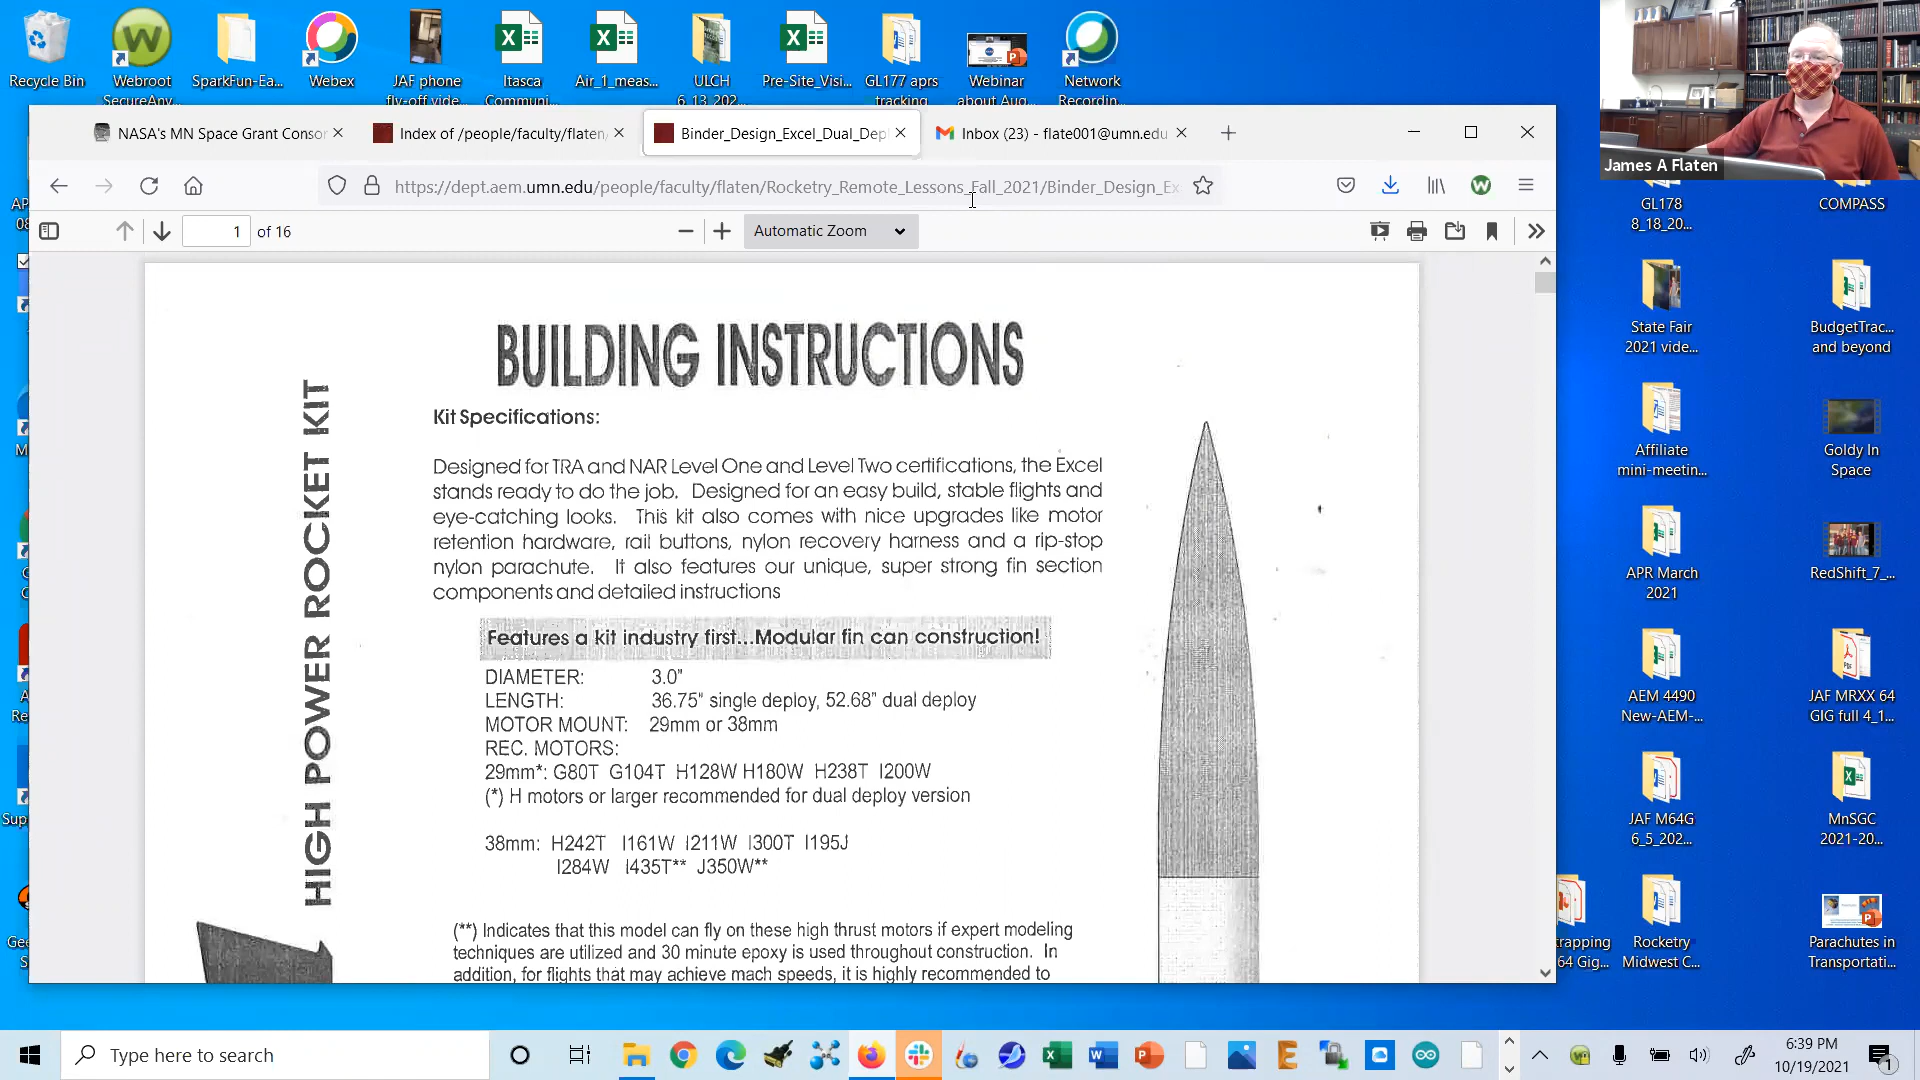 Recycle Bin
Webroot
SecureAny...
SparkFun-Ea...
Webex
JAF phone
fly-off vide...
Itasca
Communi...
Air_1_meas...
ULCH
6_13_202...
Pre-Site_Visi...
GL177 aprs
tracking
Webinar
about Aug...
Network
Recordin...
James A Flaten
NASA's MN Space Grant Conso
Index of /people/faculty/flaten/
Binder_Design_Excel_Dual_Dep
Inbox (23) - flate001@umn.edu
https://dept.aem.umn.edu/people/faculty/flaten/Rocketry_Remote_Lessons_Fall_2021/Binder_Design_Ex
1 of 16
Automatic Zoom
BUILDING INSTRUCTIONS
HIGH POWER ROCKET KIT
Kit Specifications:
Designed for TRA and NAR Level One and Level Two certifications, the Excel
stands ready to do the job. Designed for an easy build, stable flights and
eye-catching looks. This kit also comes with nice upgrades like motor
retention hardware, rail buttons, nylon recovery harness and a rip-stop
nylon parachute. It also features our unique, super strong fin section
components and detailed instructions
Features a kit industry first...Modular fin can construction!
DIAMETER: 3.0"
LENGTH: 36.75" single deploy, 52.68" dual deploy
MOTOR MOUNT: 29mm or 38mm
REC. MOTORS:
29mm*: G80T G104T H128W H180W H238T I200W
(*) H motors or larger recommended for dual deploy version
38mm: H242T I161W I211W I300T I195J
I284W I435T** J350W**
(**) Indicates that this model can fly on these high thrust motors if expert modeling
techniques are utilized and 30 minute epoxy is used throughout construction. In
addition, for flights that may achieve mach speeds, it is highly recommended to
GL178
8_18_20...
COMPASS
State Fair
2021 vide...
BudgetTrac...
and beyond
Affiliate
mini-meetin...
Goldy In
Space
APR March
2021
RedShift_7_...
AEM 4490
New-AEM-...
JAF MRXX 64
GIG full 4_1...
JAF M64G
6_5_202...
MnSGC
2021-20...
trapping
64 Gig...
Rocketry
Midwest C...
Parachutes in
Transportati...
Type here to search
6:39 PM
10/19/2021
1